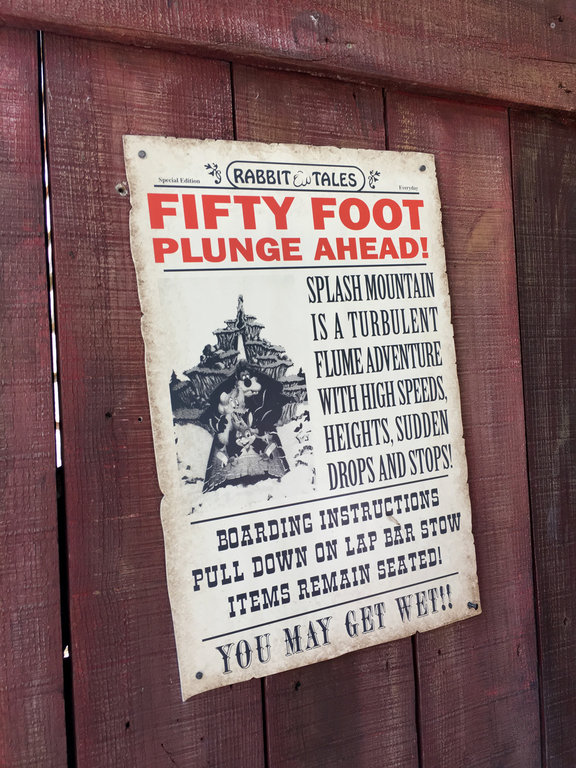 RABBIT TALES
Special Edition
Everyday
FIFTY FOOT
PLUNGE AHEAD!
SPLASH MOUNTAIN
IS A TURBULENT
FLUME ADVENTURE
WITH HIGH SPEEDS,
HEIGHTS, SUDDEN
DROPS AND STOPS!
BOARDING INSTRUCTIONS
PULL DOWN ON LAP BAR STOW
ITEMS REMAIN SEATED!
YOU MAY GET WET!!